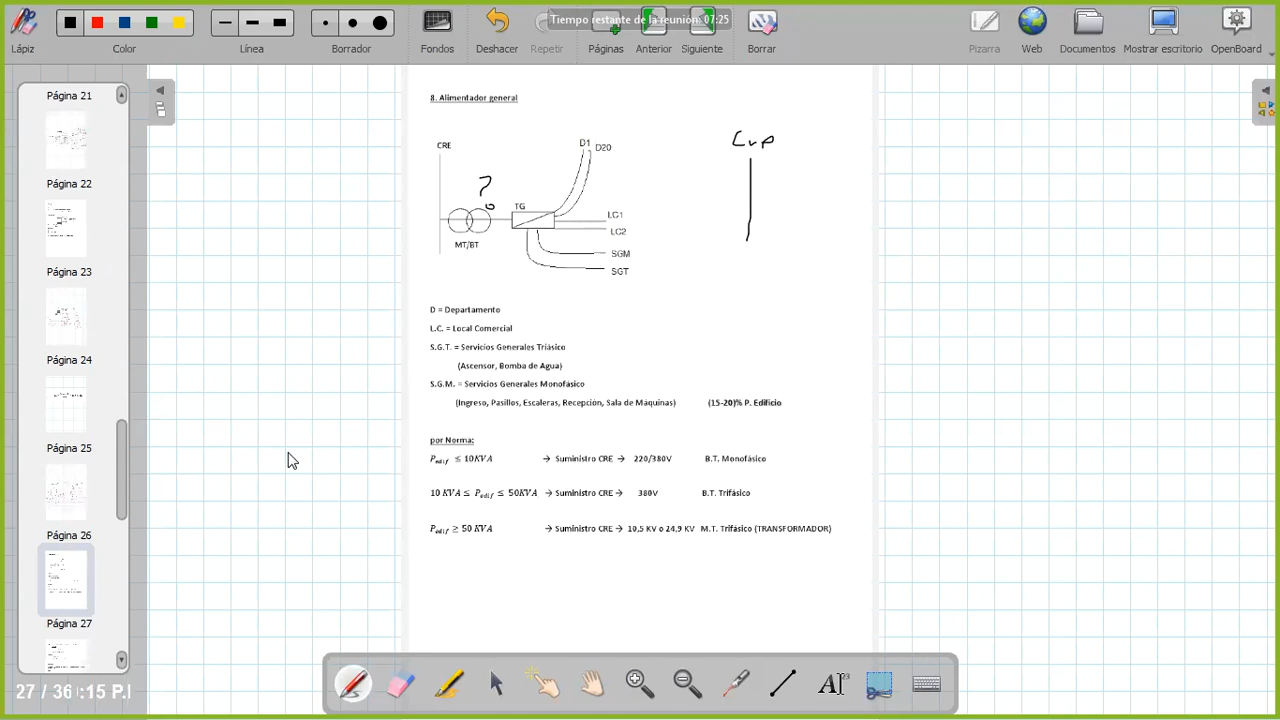 Tiempo restante de la reunión: 07:25
Lápiz
Color
Línea
Borrador
Fondos
Deshacer
Repetir
Páginas
Anterior
Siguiente
Borrar
Pizarra
Web
Documentos
Mostrar escritorio
OpenBoard
Página 21
Página 22
Página 23
Página 24
Página 25
Página 26
Página 27
8. Alimentador general
CRE
D1
D20
?
TG
LC1
LC2
MT/BT
SGM
SGT
D = Departamento
L.C. = Local Comercial
S.G.T. = Servicios Generales Triásico
(Ascensor, Bomba de Agua)
S.G.M. = Servicios Generales Monofásico
(Ingreso, Pasillos, Escaleras, Recepción, Sala de Maquinas) (15-20)% P. Edificio
por Norma:
P_edif ≤ 10KVA → Suministro CRE → 220/380V B.T. Monofásico
10 KVA ≤ P_edif ≤ 50KVA → Suministro CRE → 380V B.T. Trifásico
P_edif ≥ 50 KVA → Suministro CRE → 10,5 KV o 24,9 KV M.T. Trifásico (TRANSFORMADOR)